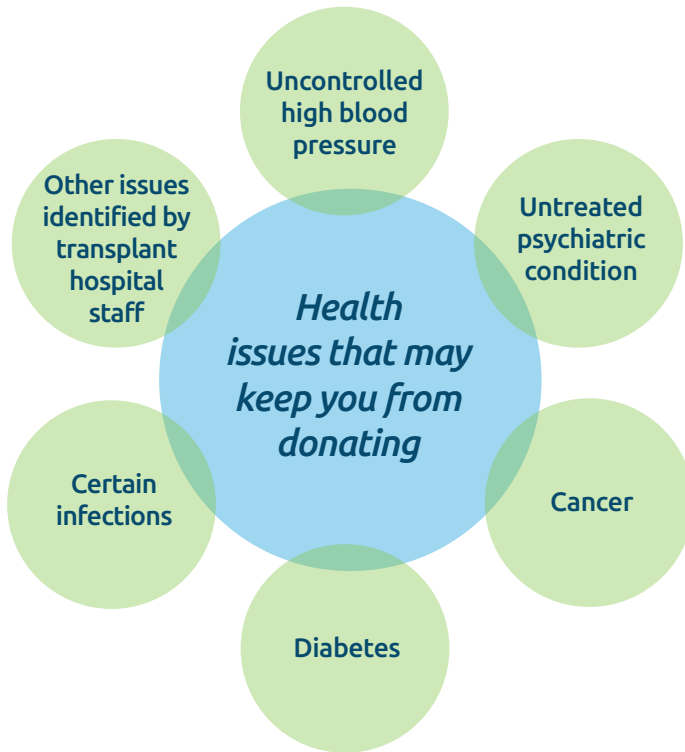 Uncontrolled
high blood
pressure
Untreated
psychiatric
condition
Cancer
Diabetes
Certain
infections
Other issues
identified by
transplant
hospital
staff
Health
issues that may
keep you from
donating